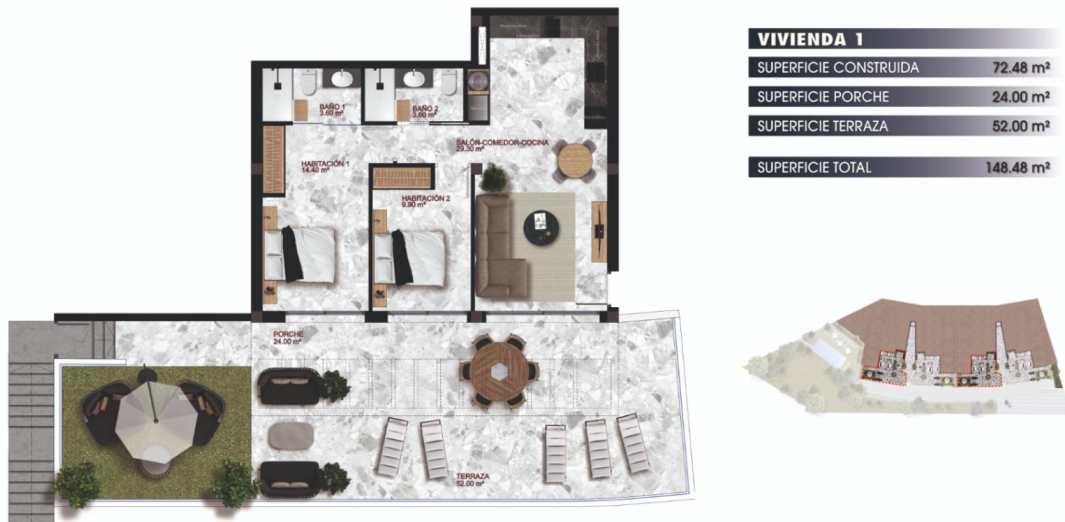 BAÑO 1
3.60 m²
BAÑO 2
3.60 m²
SALÓN-COMEDOR-COCINA
29.30 m²
HABITACIÓN 1
14.40 m²
HABITACIÓN 2
9.90 m²
PORCHE
24.00 m²
TERRAZA
52.00 m²
VIVIENDA 1
SUPERFICIE CONSTRUIDA 72.48 m²
SUPERFICIE PORCHE 24.00 m²
SUPERFICIE TERRAZA 52.00 m²
SUPERFICIE TOTAL 148.48 m²